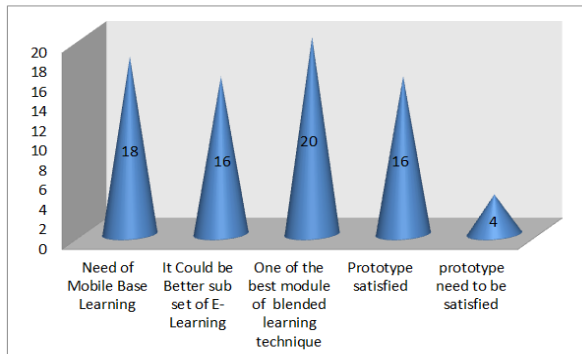 20
18
16
14
12
10
8
6
4
2
0
18
16
20
16
4
Need of
Mobile Base
Learning
It Could be
Better sub
set of E-
Learning
One of the
best module
of blended
learning
technique
Prototype
satisfied
prototype
need to be
satisfied